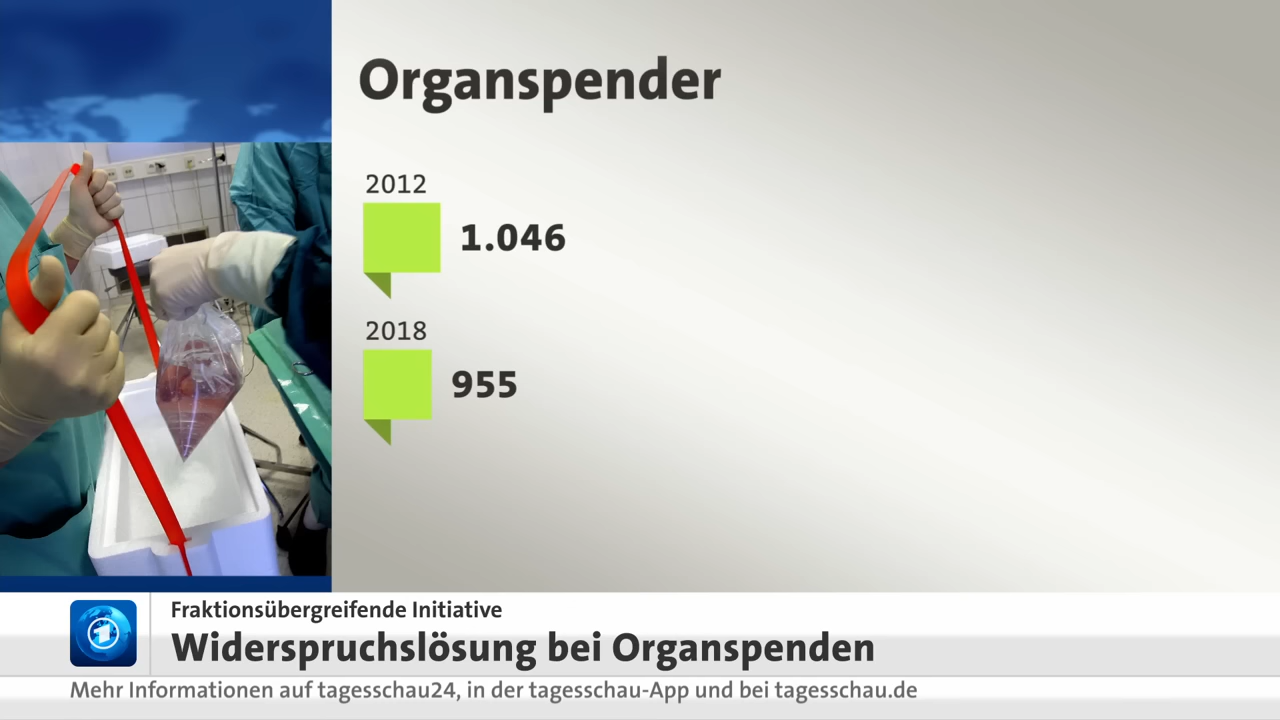 Organspender
2012
1.046
2018
955
1
Fraktionsübergreifende Initiative
Widerspruchslösung bei Organspenden
Mehr Informationen auf tagesschau24, in der tagesschau-App und bei tagesschau.de